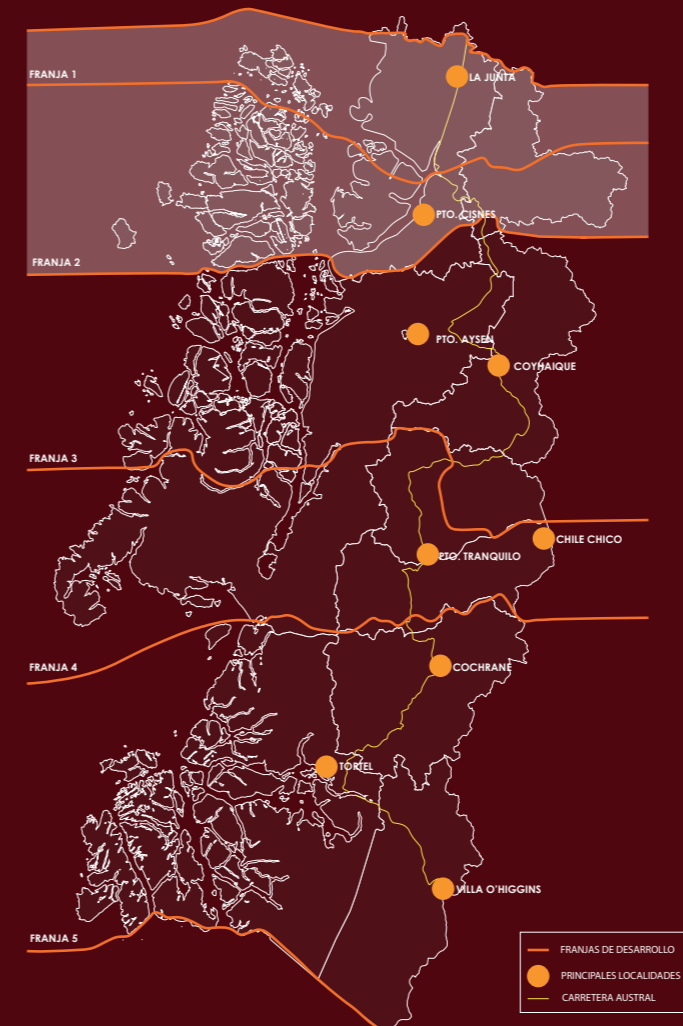 FRANJA 1
LA JUNTA
PTO. CISNES
FRANJA 2
PTO. AYSEN
COYHAIQUE
FRANJA 3
CHILE CHICO
PTO. TRANQUILO
FRANJA 4
COCHRANE
TORTEL
VILLA O'HIGGINS
FRANJA 5
FRANJAS DE DESARROLLO
PRINCIPALES LOCALIDADES
CARRETERA AUSTRAL